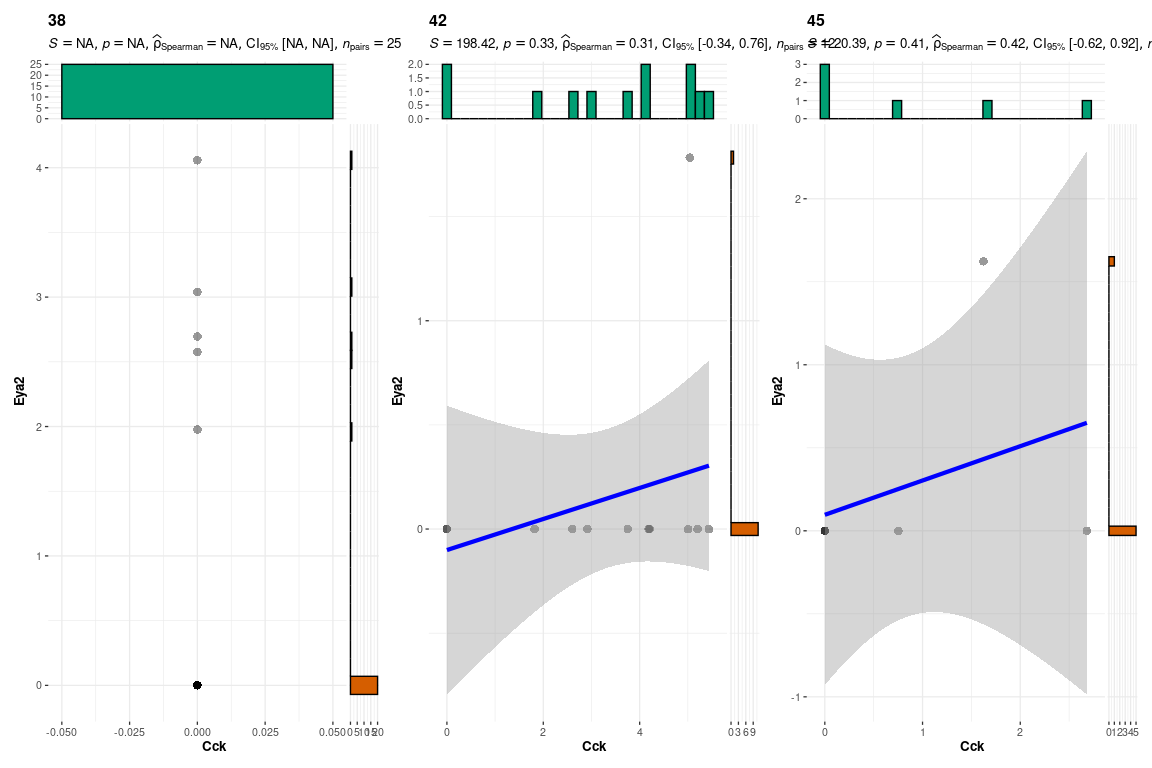 38
S = NA, p = NA, ρ̂Spearman = NA, CI95% [NA, NA], npairs = 25
25
20
15
10
5
0
4
3
2
1
0
Eya2
-0.050 -0.025 0.000 0.025 0.050
0 5 10 15 20
Cck
42
S = 198.42, p = 0.33, ρ̂Spearman = 0.31, CI95% [-0.34, 0.76], npairs = 12
2.0
1.5
1.0
0.5
0.0
1
0
Eya2
0 2 4
0 3 6 9
Cck
45
S = 20.39, p = 0.41, ρ̂Spearman = 0.42, CI95% [-0.62, 0.92], n
3
2
1
0
2
1
0
-1
Eya2
0 1 2
0 1 2 3 4 5
Cck